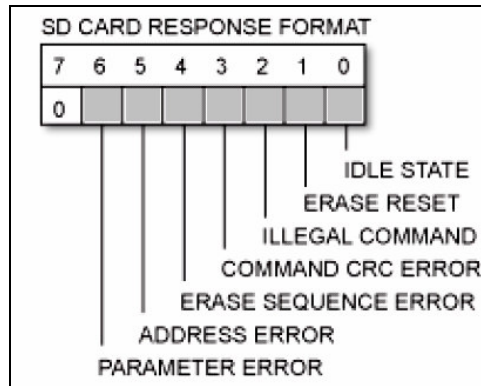 SD CARD RESPONSE FORMAT
7 6 5 4 3 2 1 0
0
IDLE STATE
ERASE RESET
ILLEGAL COMMAND
COMMAND CRC ERROR
ERASE SEQUENCE ERROR
ADDRESS ERROR
PARAMETER ERROR